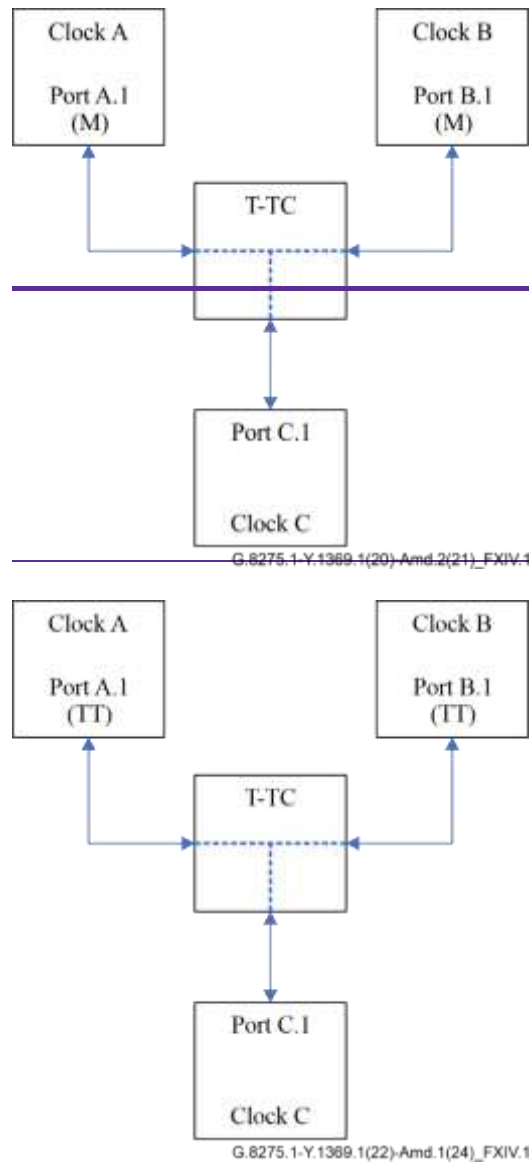 Clock A
Clock B
Port A.1
(M)
Port B.1
(M)
T-TC
Port C.1
Clock C
G.8275.1-Y.1369.1(20)-Amd.2(21)_FXIV.1
Clock A
Clock B
Port A.1
(TT)
Port B.1
(TT)
T-TC
Port C.1
Clock C
G.8275.1-Y.1369.1(22)-Amd.1(24)_FXIV.1